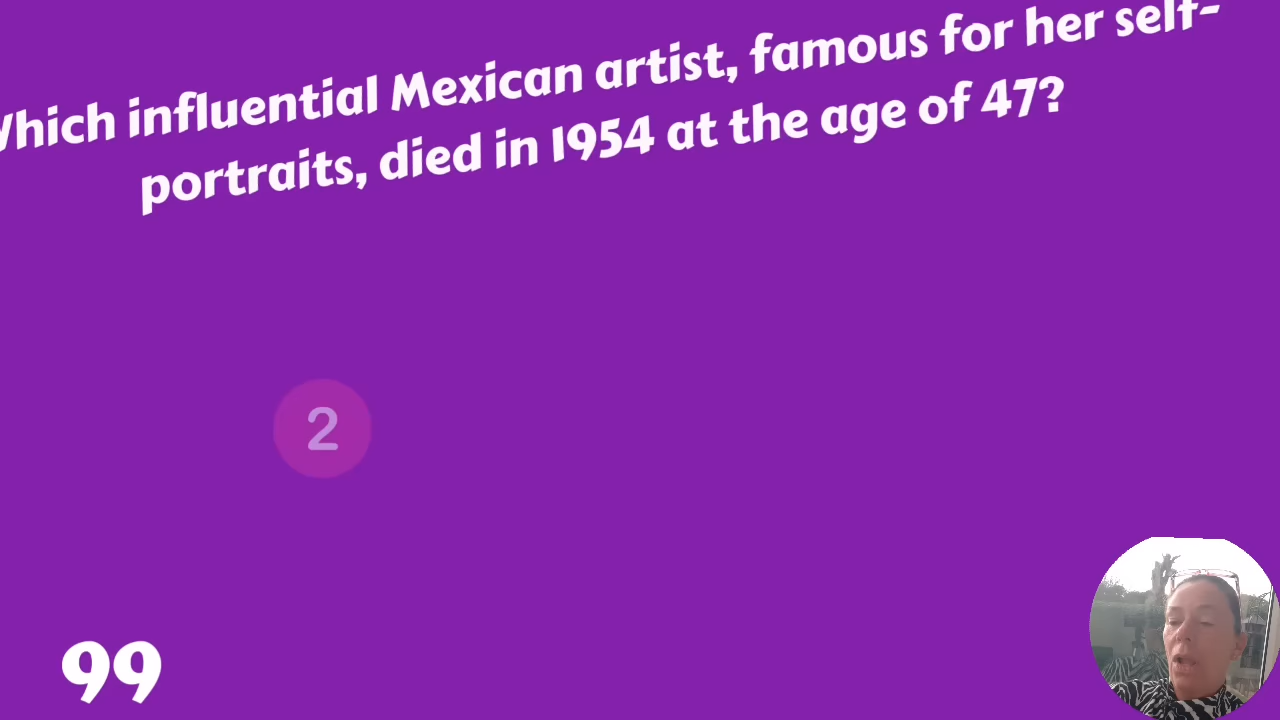 Which influential Mexican artist, famous for her self-
portraits, died in 1954 at the age of 47?
2
99